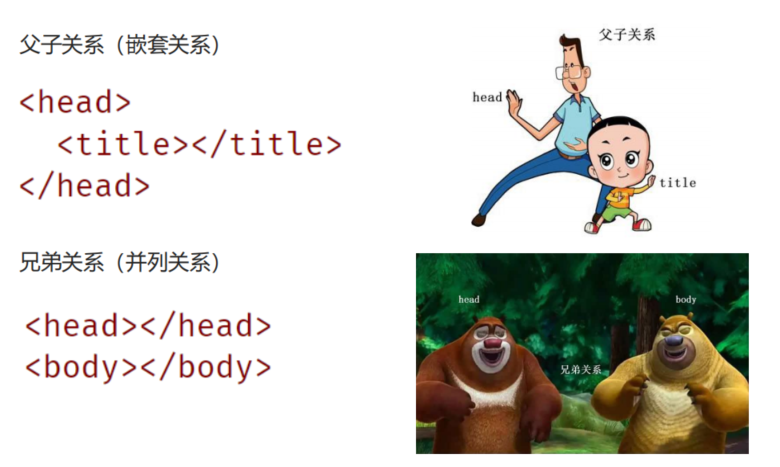 父子关系（嵌套关系）
<head>
  <title></title>
</head>
父子关系
head
title
兄弟关系（并列关系）
<head></head>
<body></body>
head
body
兄弟关系